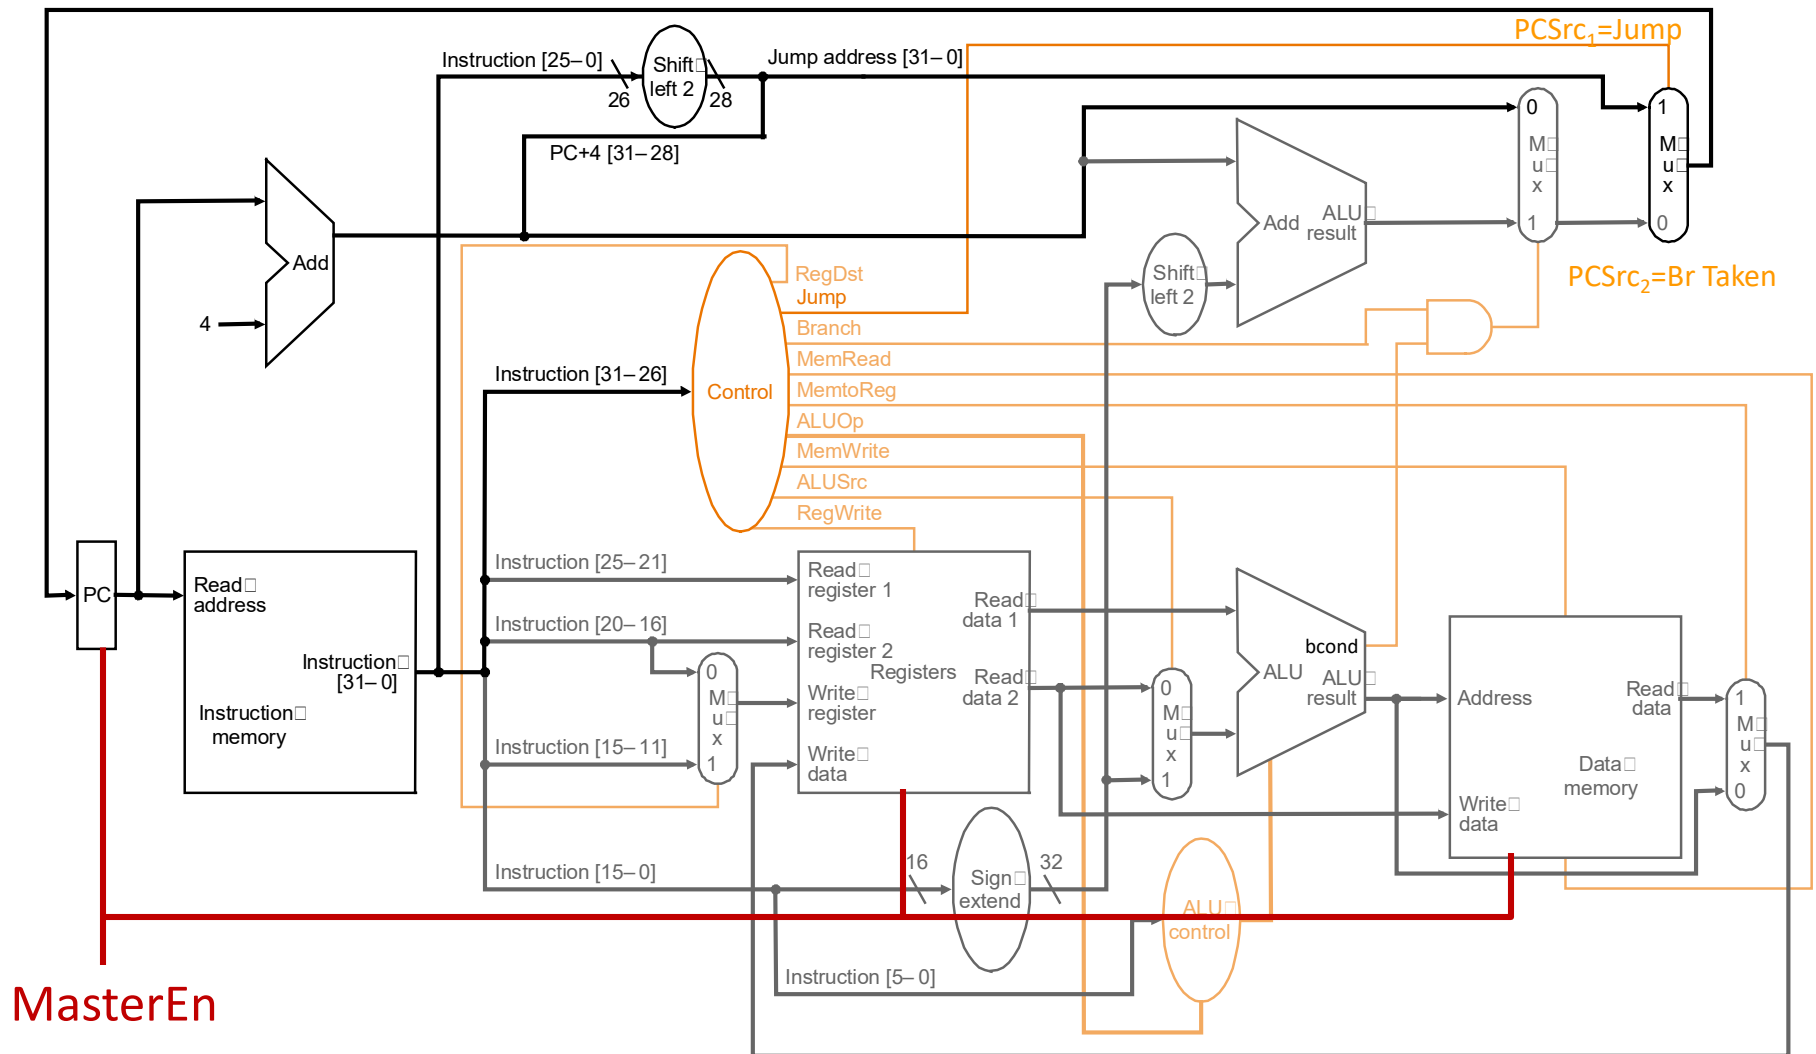 PCSrc1=Jump
Instruction [25–0]
Shift
left 2
Jump address [31–0]
26
28
PC+4 [31–28]
0
M
u
x
1
1
M
u
x
0
Add
ALU
result
Add
4
Shift
left 2
PCSrc2=Br Taken
RegDst
Jump
Branch
MemRead
MemtoReg
ALUOp
MemWrite
ALUSrc
RegWrite
Control
Instruction [31–26]
PC
Read
address
Instruction
[31–0]
Instruction
memory
Instruction [25–21]
Instruction [20–16]
Instruction [15–11]
Instruction [15–0]
0
M
u
x
1
Read
register 1
Read
register 2
Write
register
Write
data
Registers
Read
data 1
Read
data 2
0
M
u
x
1
bcond
ALU
ALU
result
Address
Write
data
Read
data
Data
memory
1
M
u
x
0
16
Sign
extend
32
ALU
control
Instruction [5–0]
MasterEn